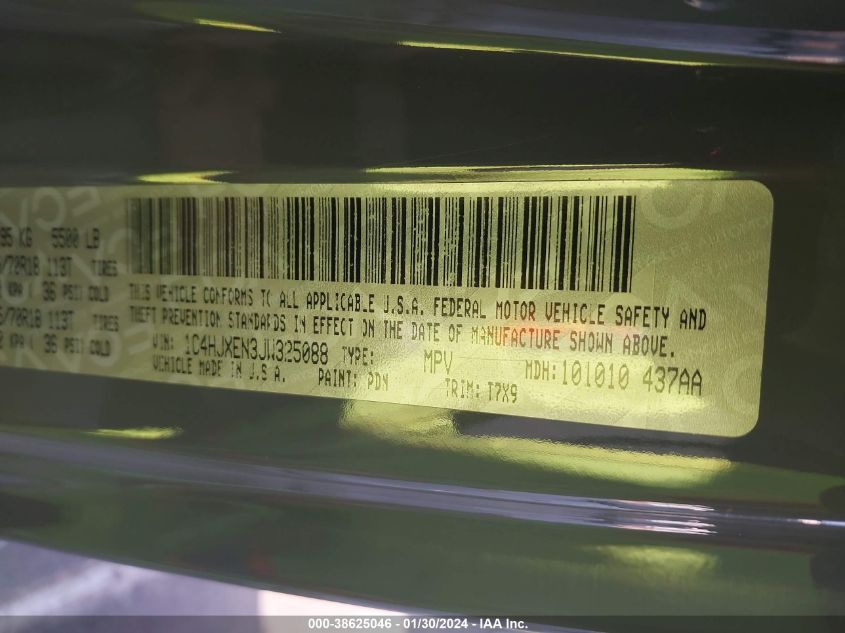 95 KG 5500 LB
/70R18 113T TIRES
KPA / 36 PSI COLD
/70R18 113T TIRES
KPA / 36 PSI COLD
THIS VEHICLE CONFORMS TO ALL APPLICABLE U.S.A. FEDERAL MOTOR VEHICLE SAFETY AND
THEFT PREVENTION STANDARDS IN EFFECT ON THE DATE OF MANUFACTURE SHOWN ABOVE.
VIN: 1C4HJXEN3JW325088 TYPE: MPV MDH:101010 437AA
VEHICLE MADE IN U.S.A. PAINT: PDN TRIM: T7X9
000-38625046 - 01/30/2024 - IAA Inc.